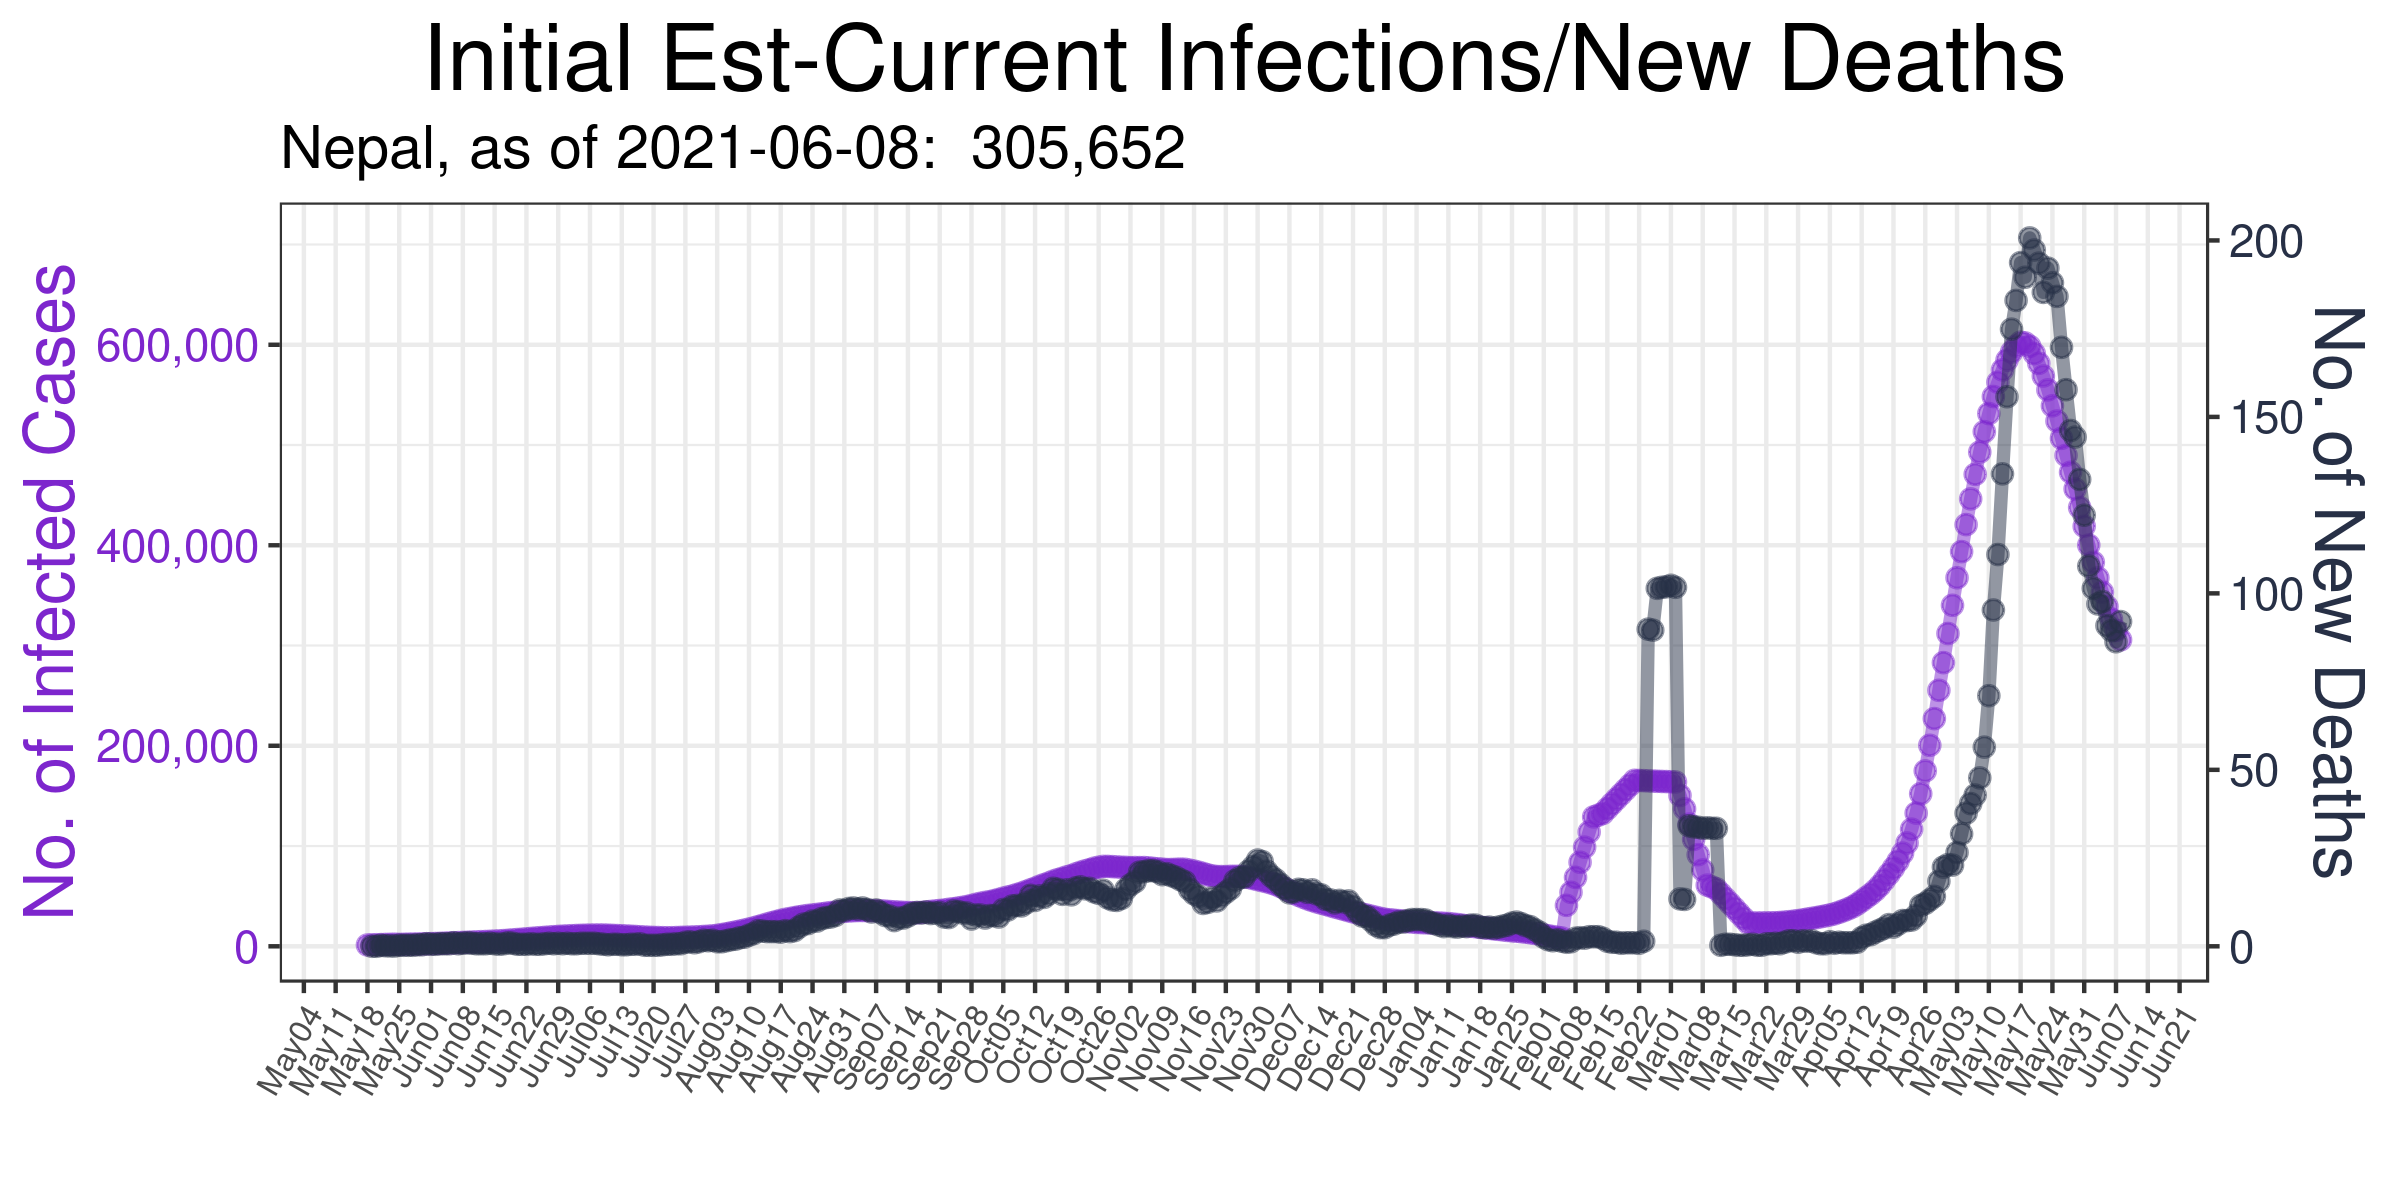 Initial Est-Current Infections/New Deaths
Nepal, as of 2021-06-08:  305,652
No. of Infected Cases
600,000
400,000
200,000
0
200
150
100
50
0
No. of New Deaths
May04
May11
May18
May25
Jun01
Jun08
Jun15
Jun22
Jun29
Jul06
Jul13
Jul20
Jul27
Aug03
Aug10
Aug17
Aug24
Aug31
Sep07
Sep14
Sep21
Sep28
Oct05
Oct12
Oct19
Oct26
Nov02
Nov09
Nov16
Nov23
Nov30
Dec07
Dec14
Dec21
Dec28
Jan04
Jan11
Jan18
Jan25
Feb01
Feb08
Feb15
Feb22
Mar01
Mar08
Mar15
Mar22
Mar29
Apr05
Apr12
Apr19
Apr26
May03
May10
May17
May24
May31
Jun07
Jun14
Jun21